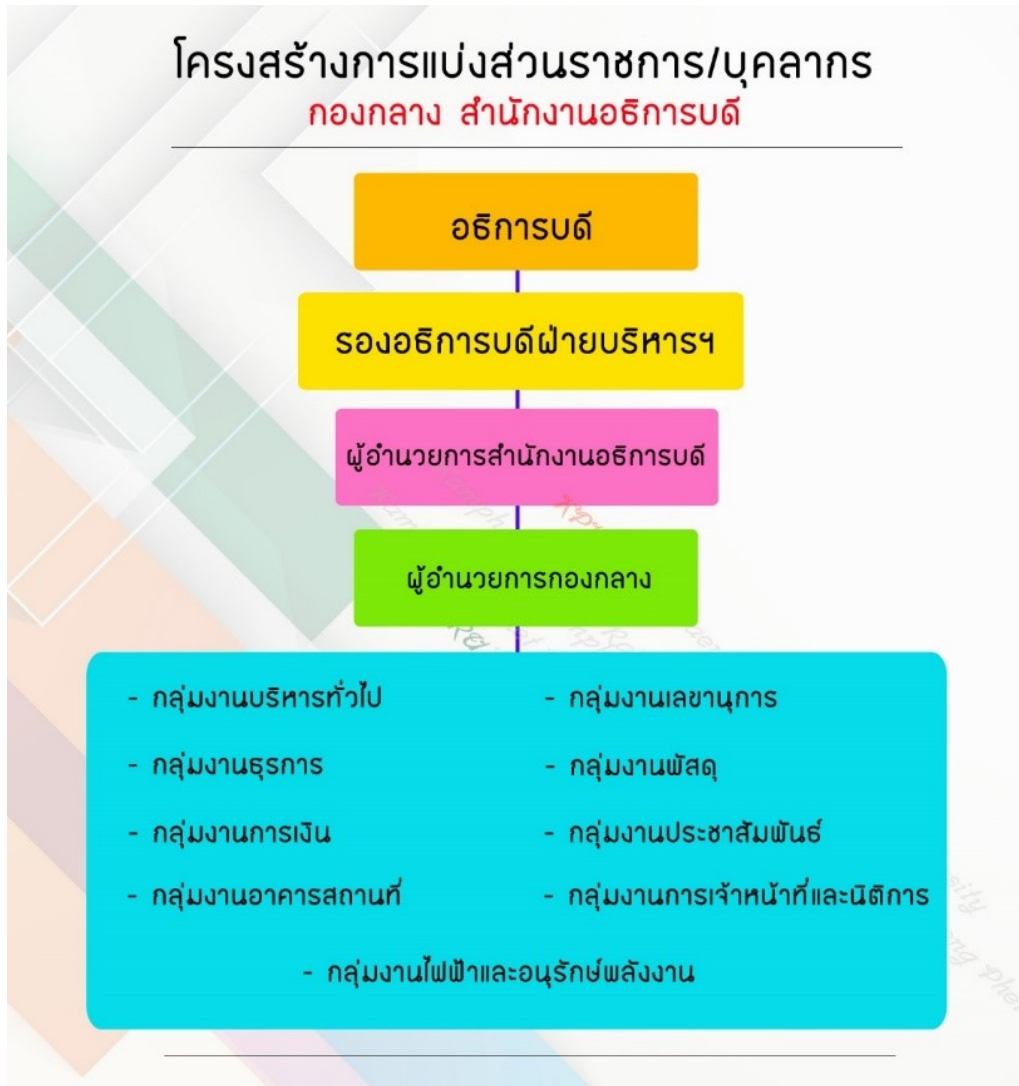 โครงสร้างการแบ่งส่วนราชการ/บุคลากร
กองกลาง สำนักงานอธิการบดี
อธิการบดี
รองอธิการบดีฝ่ายบริหารฯ
ผู้อำนวยการสำนักงานอธิการบดี
ผู้อำนวยการกองกลาง
- กลุ่มงานบริหารทั่วไป
- กลุ่มงานเลขานุการ
- กลุ่มงานธุรการ
- กลุ่มงานพัสดุ
- กลุ่มงานการเงิน
- กลุ่มงานประชาสัมพันธ์
- กลุ่มงานอาคารสถานที่
- กลุ่มงานการเจ้าหน้าที่และนิติการ
- กลุ่มงานไฟฟ้าและอนุรักษ์พลังงาน